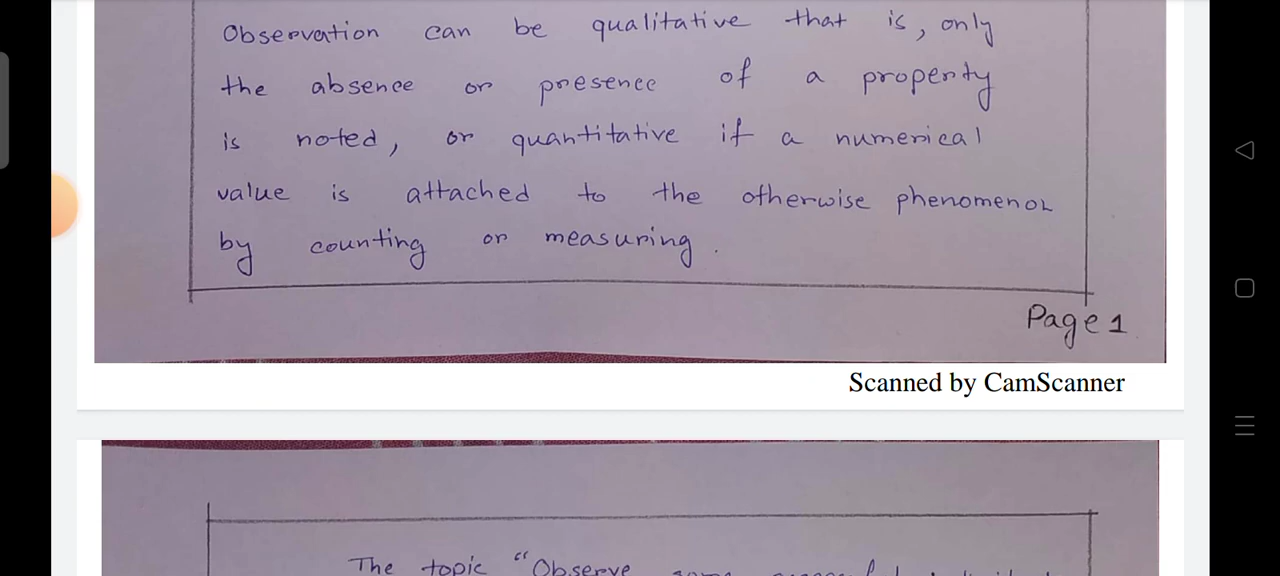 Observation can be qualitative that is, only
the absence or presence of a property
is noted, or quantitative if a numerical
value is attached to the otherwise phenomenon
by counting or measuring.
Page 1
Scanned by CamScanner
The topic "Observe